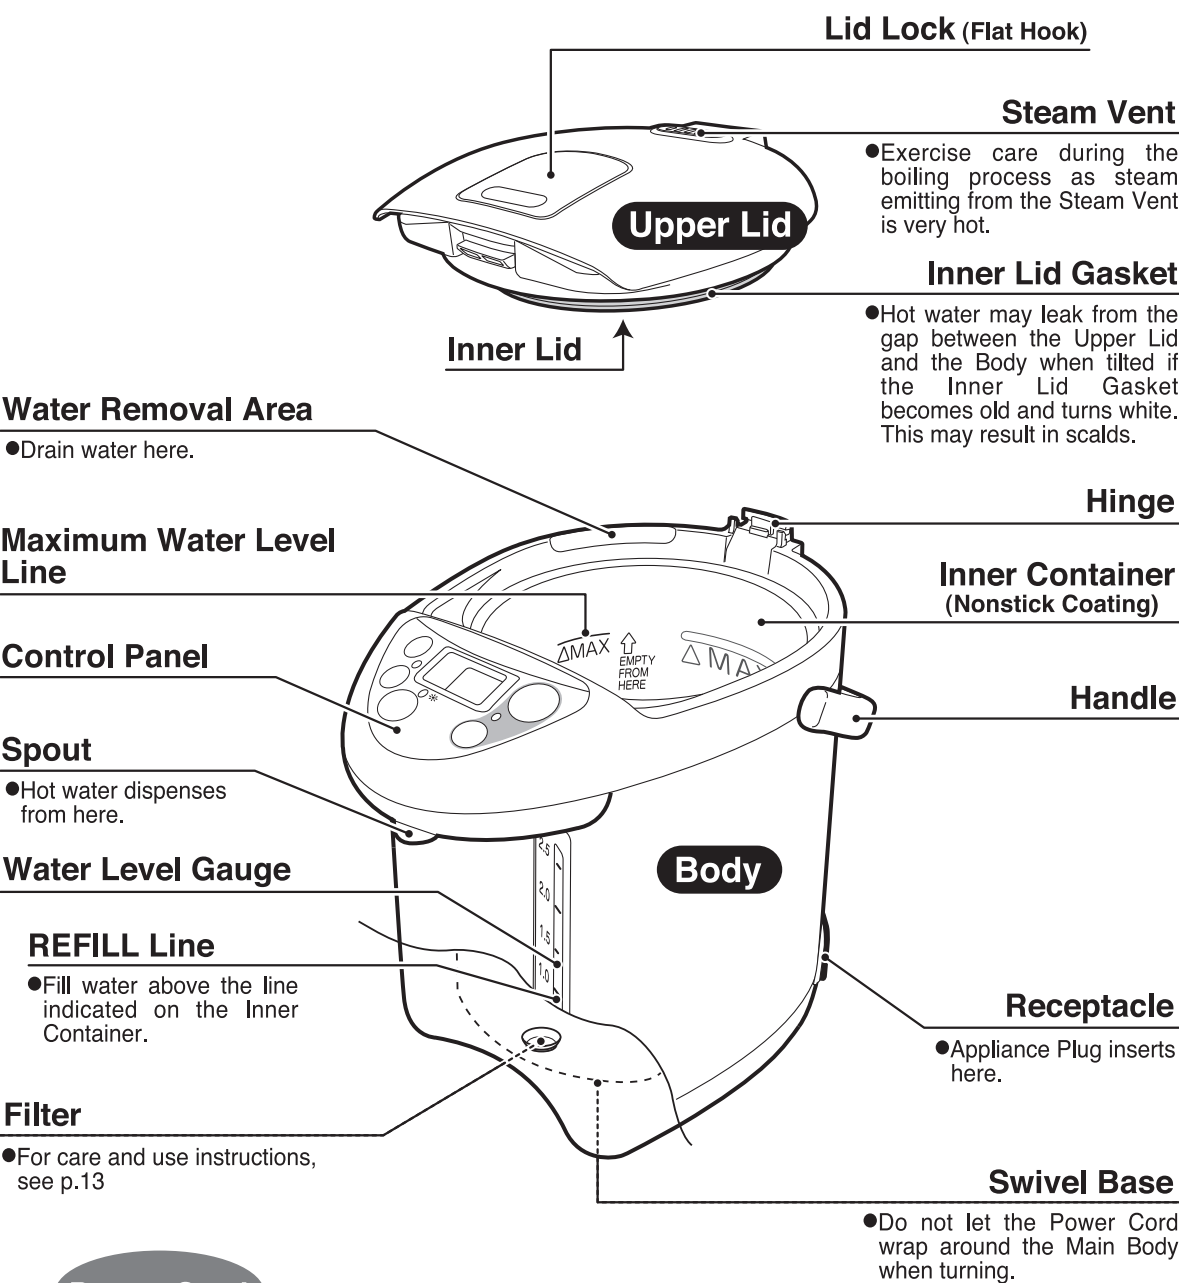 Lid Lock (Flat Hook)
Steam Vent
●Exercise care during the
boiling process as steam
emitting from the Steam Vent
is very hot.
Upper Lid
Inner Lid Gasket
●Hot water may leak from the
gap between the Upper Lid
and the Body when tilted if
the Inner Lid Gasket
becomes old and turns white.
This may result in scalds.
Inner Lid
Water Removal Area
●Drain water here.
Hinge
Maximum Water Level
Line
Inner Container
(Nonstick Coating)
△MAX
EMPTY
FROM
HERE
△MA
Control Panel
Handle
Spout
●Hot water dispenses
from here.
Water Level Gauge
2.5
2.0
1.5
1.0
Body
REFILL Line
●Fill water above the line
indicated on the Inner
Container.
Receptacle
●Appliance Plug inserts
here.
Filter
●For care and use instructions,
see p.13
Swivel Base
●Do not let the Power Cord
wrap around the Main Body
when turning.